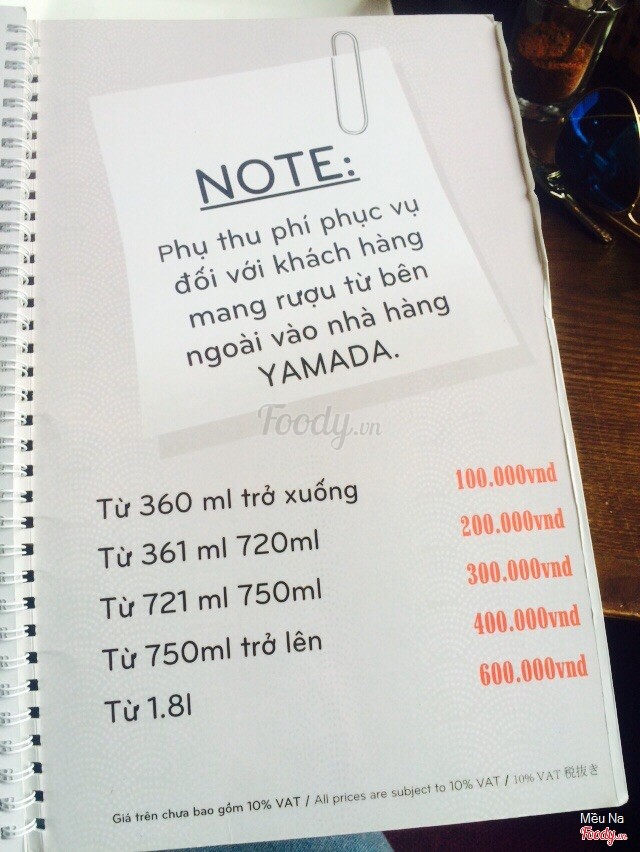 NOTE:
Phụ thu phí phục vụ
đối với khách hàng
mang rượu từ bên
ngoài vào nhà hàng
YAMADA.
Foody.vn
Từ 360 ml trở xuống 100.000vnd
Từ 361 ml 720ml 200.000vnd
Từ 721 ml 750ml 300.000vnd
Từ 750ml trở lên 400.000vnd
Từ 1.8l 600.000vnd
Giá trên chưa bao gồm 10% VAT / All prices are subject to 10% VAT / 10% VAT 税抜き
Mều Na
Foody.vn